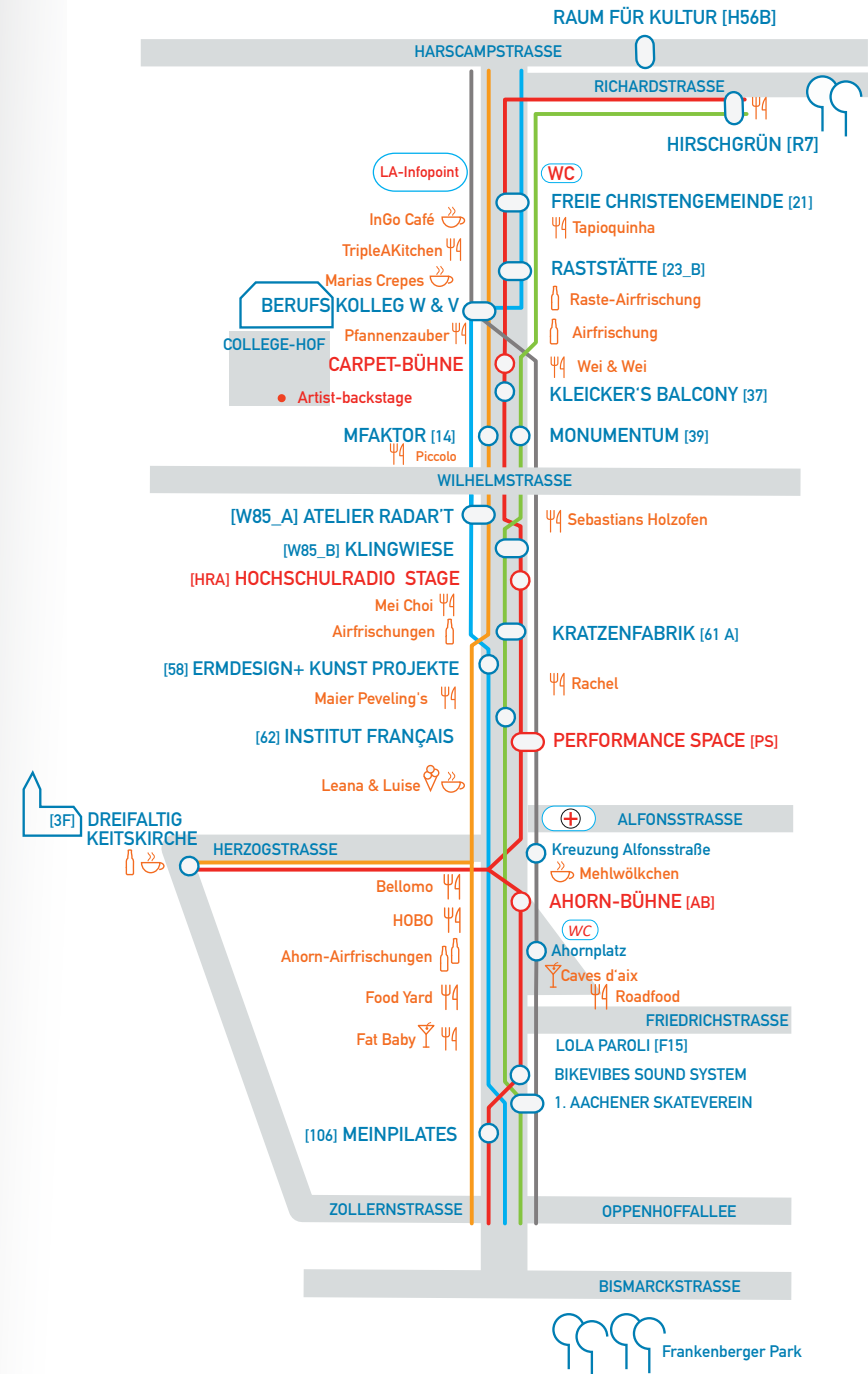 RAUM FÜR KULTUR [H56B]
HARSCAMPSTRASSE
RICHARDSTRASSE
HIRSCHGRÜN [R7]
LA-Infopoint
WC
FREIE CHRISTENGEMEINDE [21]
InGo Café
Tapioquinha
TripleAKitchen
RASTSTÄTTE [23_B]
Marias Crepes
Raste-Airfrischung
BERUFSKOLLEG W & V
Pfannenzauber
Airfrischung
COLLEGE-HOF
CARPET-BÜHNE
Wei & Wei
Artist-backstage
KLEICKER'S BALCONY [37]
MFAKTOR [14]
MONUMENTUM [39]
Piccolo
WILHELMSTRASSE
[W85_A] ATELIER RADAR'T
Sebastians Holzofen
[W85_B] KLINGWIESE
[HRA] HOCHSCHULRADIO STAGE
Mei Choi
Airfrischungen
KRATZENFABRIK [61 A]
[58] ERMDESIGN+ KUNST PROJEKTE
Rachel
Maier Peveling's
[62] INSTITUT FRANÇAIS
PERFORMANCE SPACE [PS]
Leana & Luise
[3F] DREIFALTIG
KEITSKIRCHE
ALFONSSTRASSE
HERZOGSTRASSE
Kreuzung Alfonsstraße
Mehlwölkchen
Bellomo
AHORN-BÜHNE [AB]
HOBO
WC
Ahorn-Airfrischungen
Ahornplatz
Caves d'aix
Food Yard
Roadfood
FRIEDRICHSTRASSE
Fat Baby
LOLA PAROLI [F15]
BIKEVIBES SOUND SYSTEM
1. AACHENER SKATEVEREIN
[106] MEINPILATES
ZOLLERNSTRASSE
OPPENHOFFALLEE
BISMARCKSTRASSE
Frankenberger Park